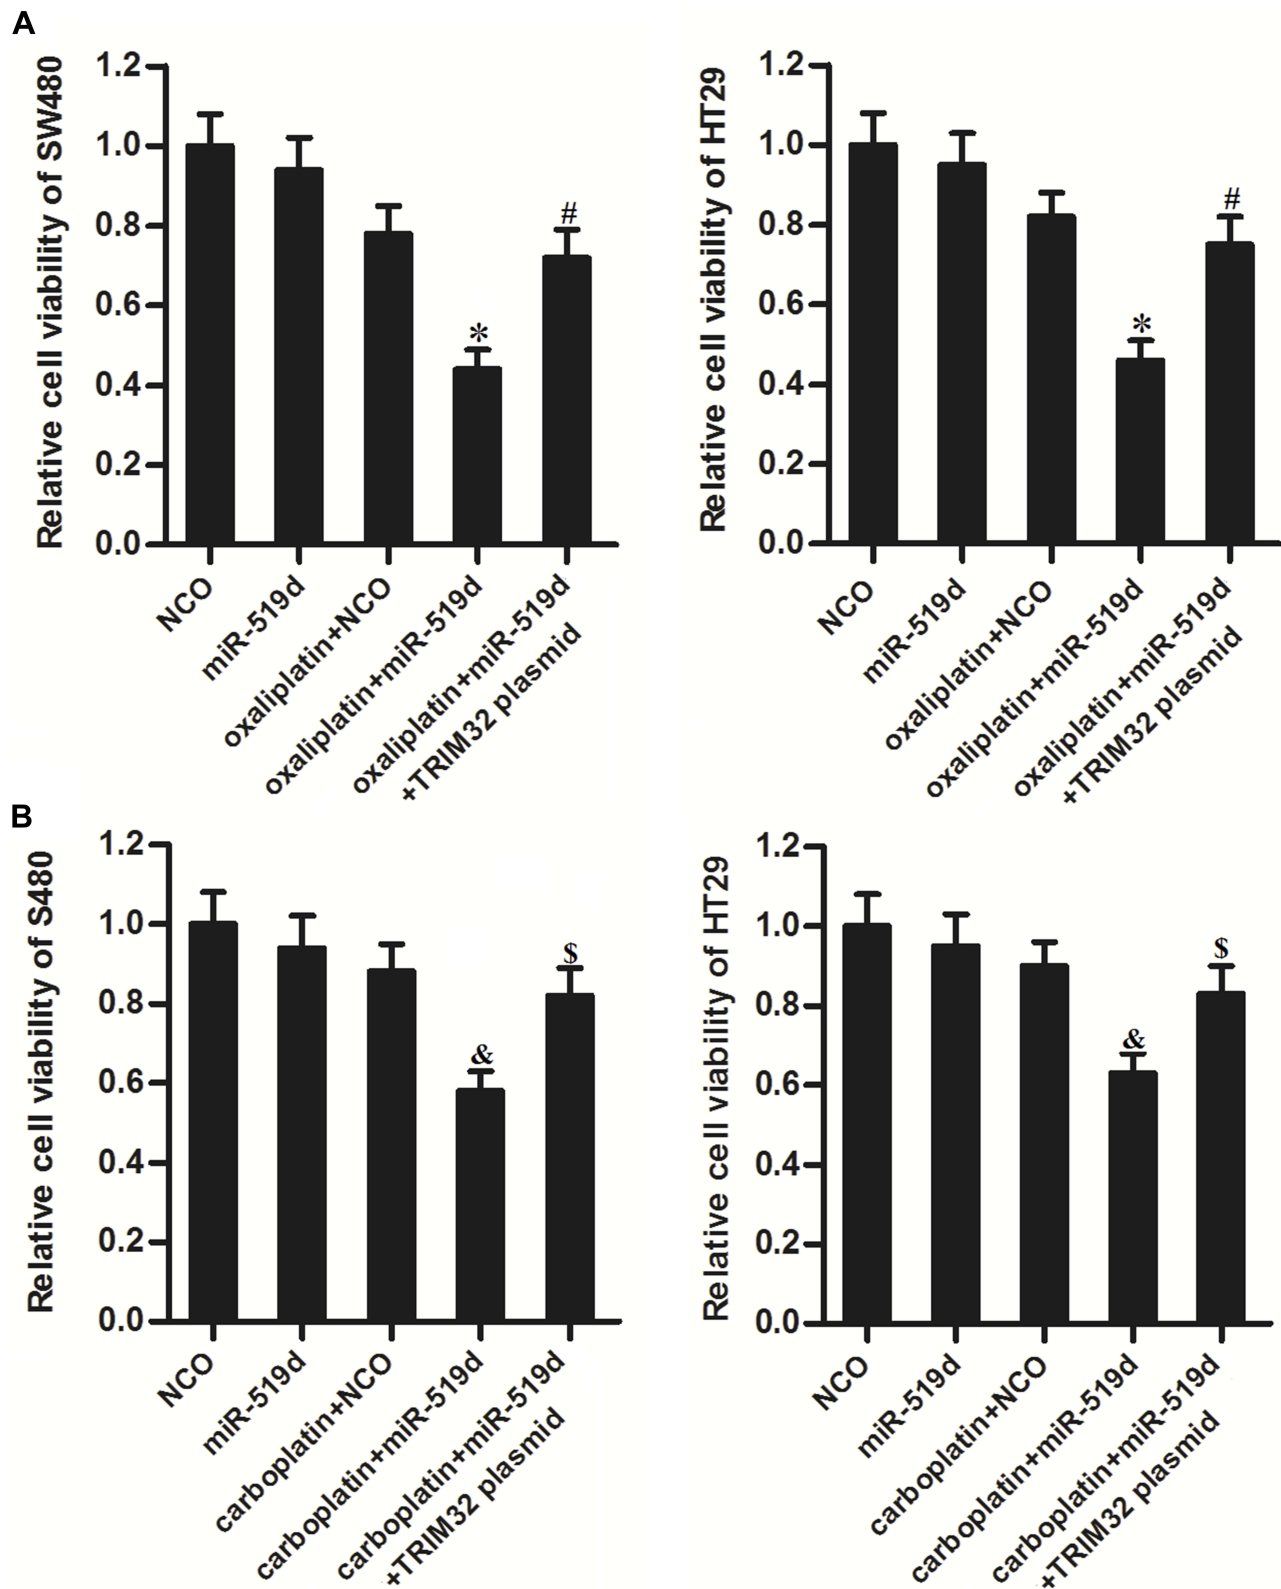 A
Relative cell viability of SW480
1.2
1.0
0.8
0.6
0.4
0.2
0.0
*
#
NCO
miR-519d
oxaliplatin+NCO
oxaliplatin+miR-519d
oxaliplatin+miR-519d
+TRIM32 plasmid
Relative cell viability of HT29
1.2
1.0
0.8
0.6
0.4
0.2
0.0
*
#
NCO
miR-519d
oxaliplatin+NCO
oxaliplatin+miR-519d
oxaliplatin+miR-519d
+TRIM32 plasmid
B
Relative cell viability of S480
1.2
1.0
0.8
0.6
0.4
0.2
0.0
&
$
NCO
miR-519d
carboplatin+NCO
carboplatin+miR-519d
carboplatin+miR-519d
+TRIM32 plasmid
Relative cell viability of HT29
1.2
1.0
0.8
0.6
0.4
0.2
0.0
&
$
NCO
miR-519d
carboplatin+NCO
carboplatin+miR-519d
carboplatin+miR-519d
+TRIM32 plasmid